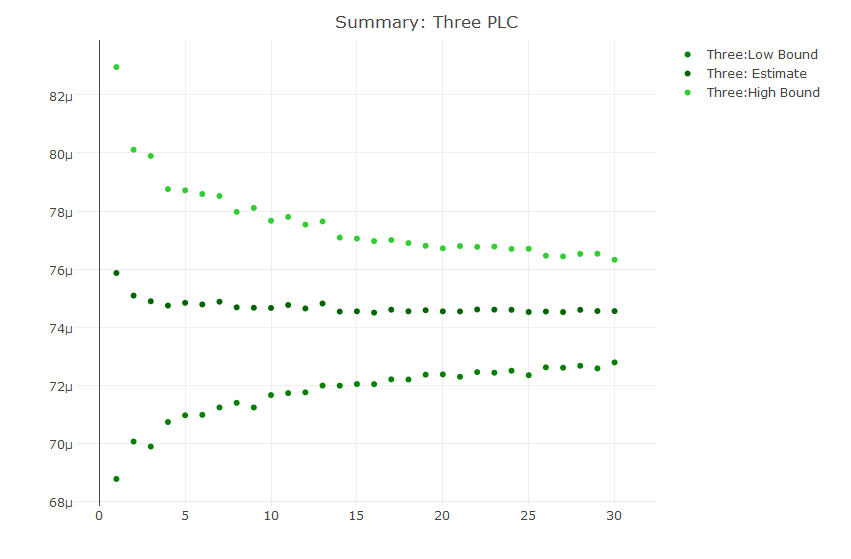 Summary: Three PLC
Three:Low Bound
Three: Estimate
Three:High Bound
82μ
80μ
78μ
76μ
74μ
72μ
70μ
68μ
0 5 10 15 20 25 30